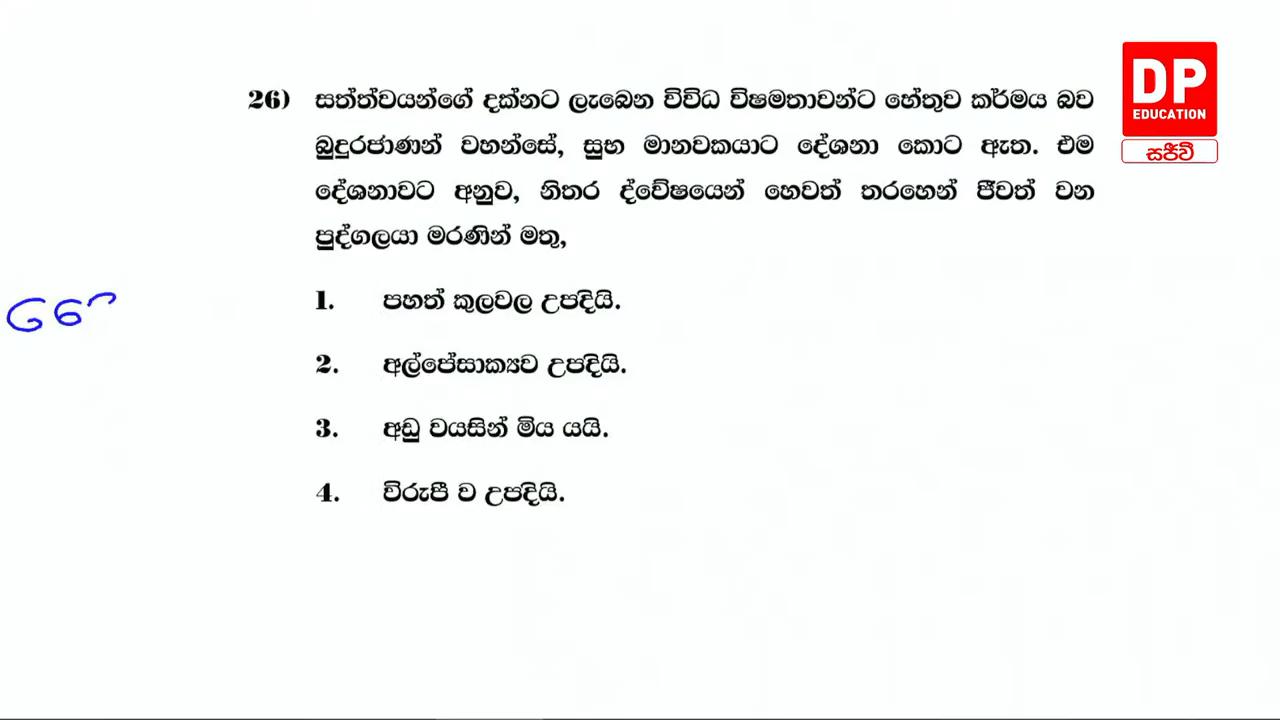 DP
EDUCATION
සජීවී
26) සත්ත්වයන්ගේ දක්නට ලැබෙන විවිධ විෂමතාවන්ට හේතුව කර්මය බව
බුදුරජාණන් වහන්සේ, සුභ මානවකයාට දේශනා කොට ඇත. එම
දේශනාවට අනුව, නිතර ද්වේෂයෙන් හෙවත් තරහෙන් ජීවත් වන
පුද්ගලයා මරණින් මතු,
1. පහත් කුලවල උපදියි.
2. අල්පේසාක්‍යව උපදියි.
3. අඩු වයසින් මිය යයි.
4. විරූපී ව උපදියි.